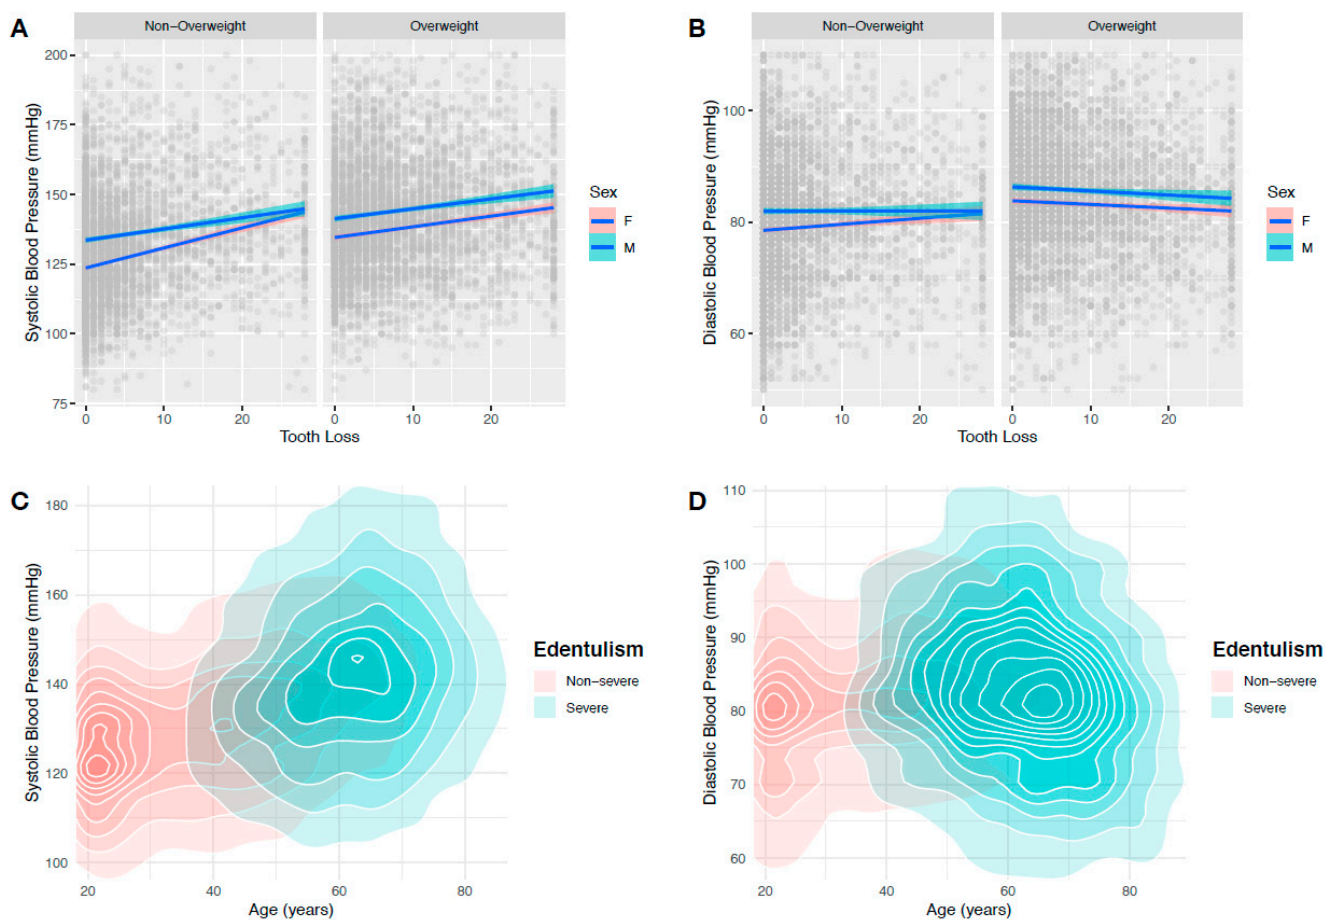 A
Non-Overweight
Overweight
Systolic Blood Pressure (mmHg)
200
175
150
125
100
75
0
10
20
0
10
20
Tooth Loss
Sex
F
M
B
Non-Overweight
Overweight
Diastolic Blood Pressure (mmHg)
100
80
60
0
10
20
0
10
20
Tooth Loss
Sex
F
M
C
Systolic Blood Pressure (mmHg)
180
160
140
120
100
20
40
60
80
Age (years)
Edentulism
Non-severe
Severe
D
Diastolic Blood Pressure (mmHg)
110
100
90
80
70
60
20
40
60
80
Age (years)
Edentulism
Non-severe
Severe